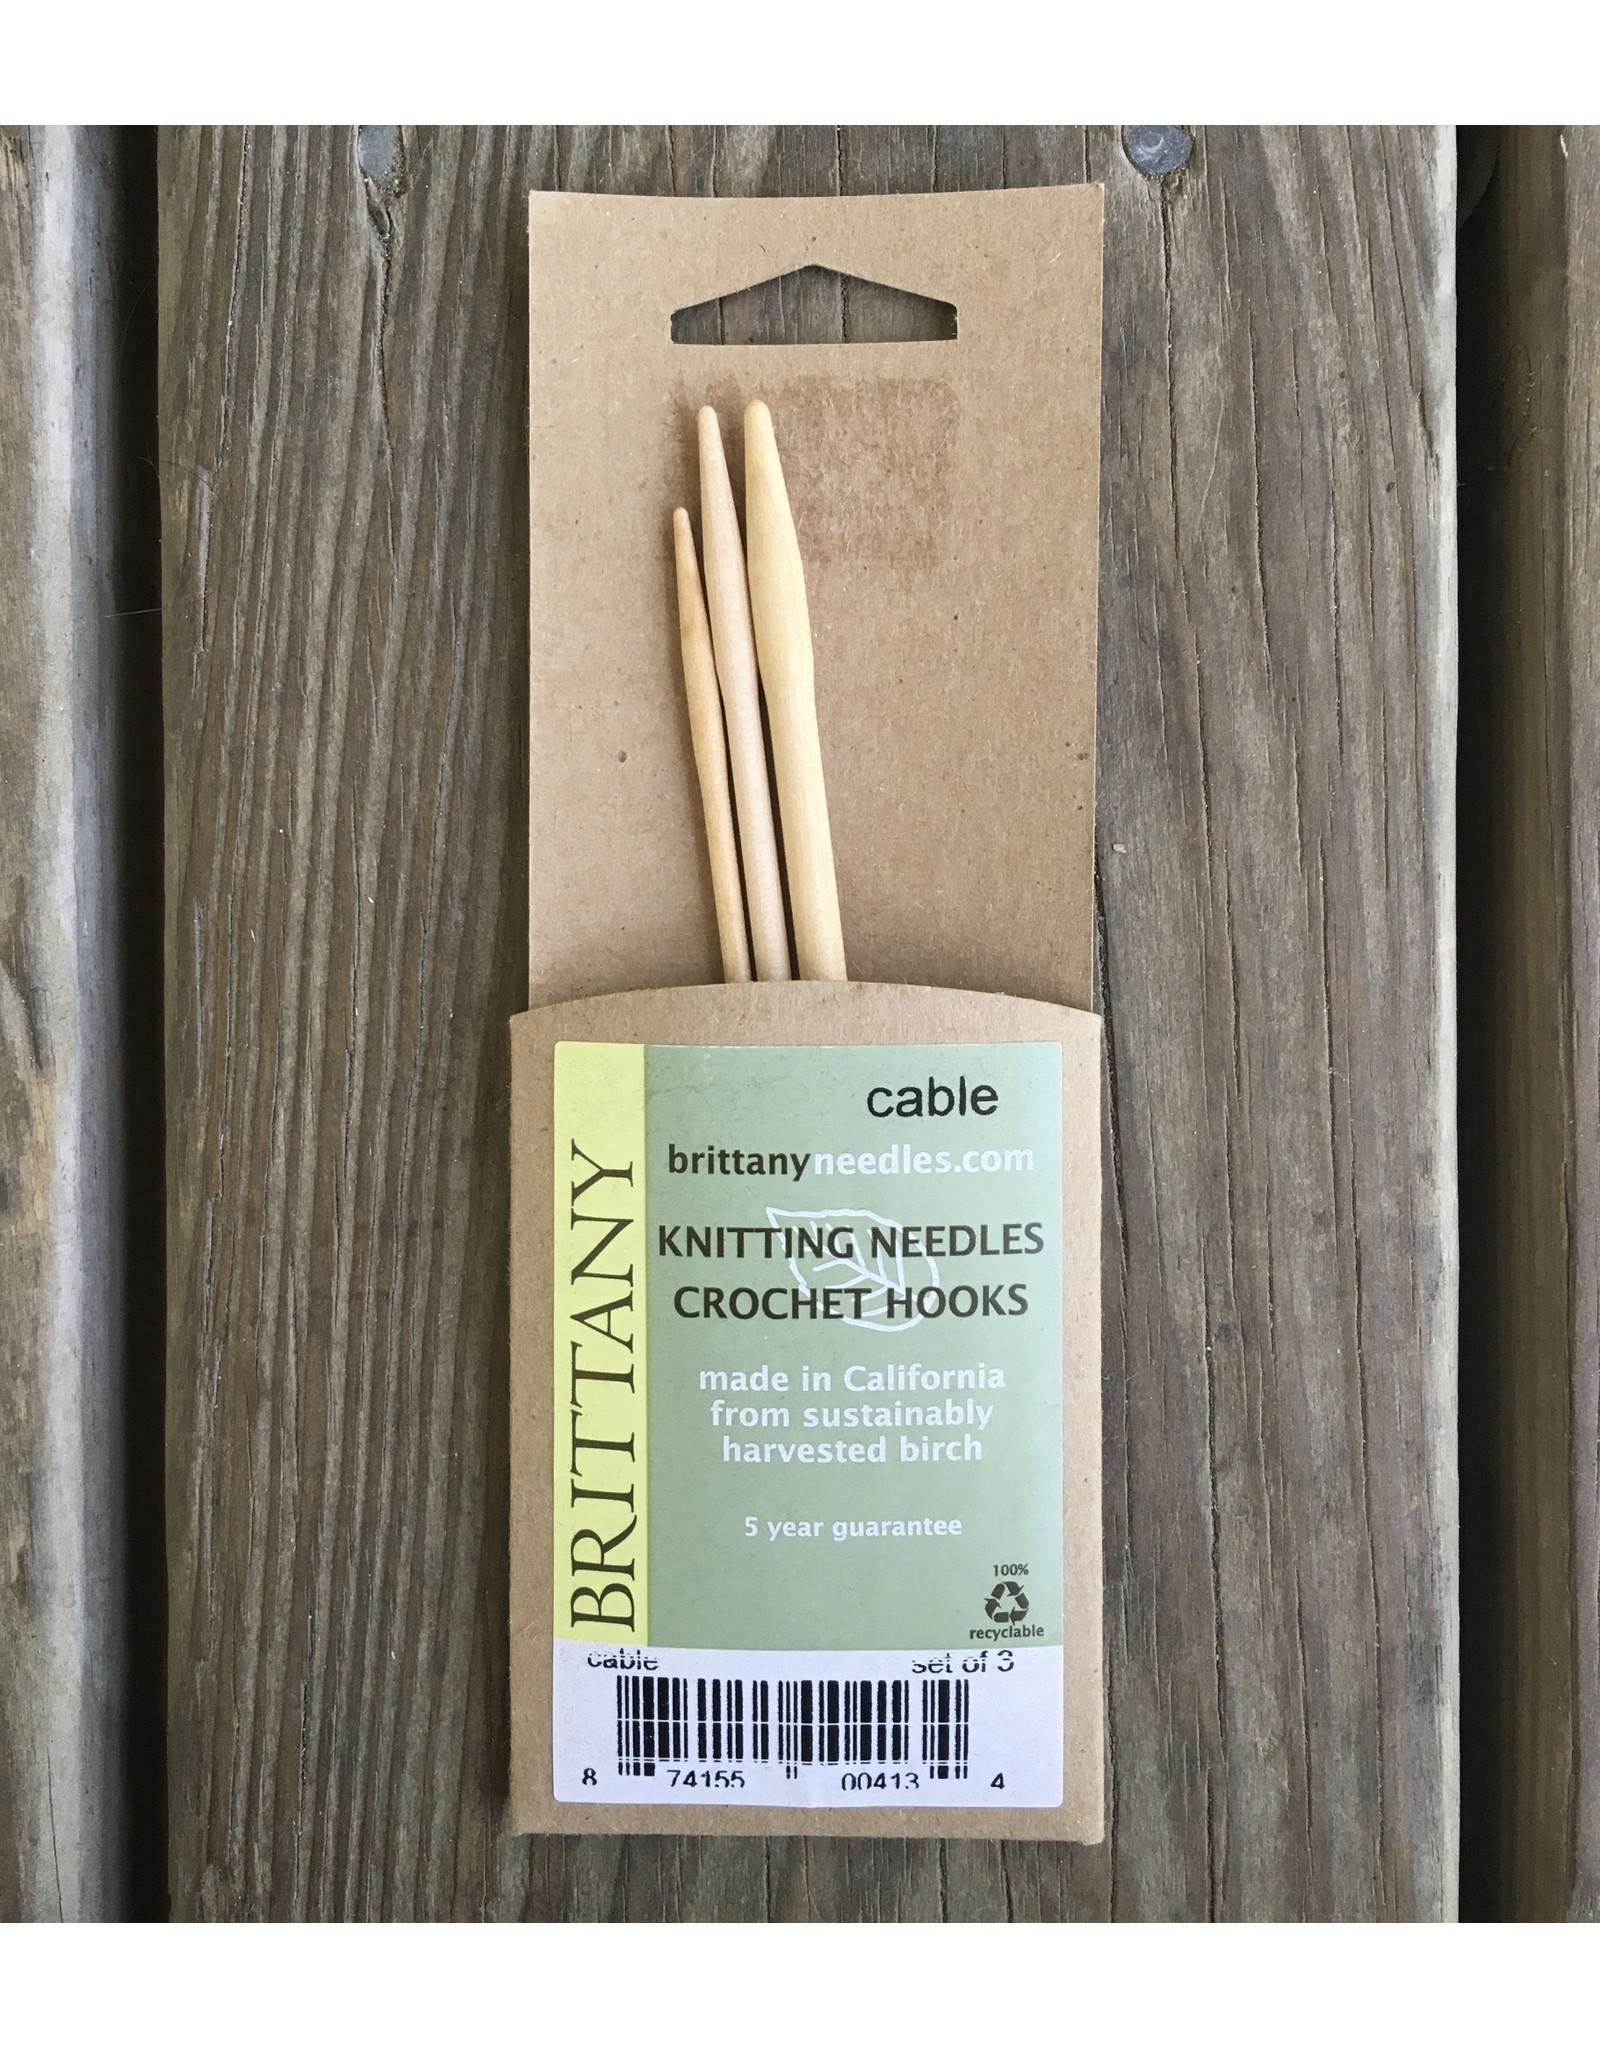 cable
brittanyneedles.com
KNITTING NEEDLES
CROCHET HOOKS
made in California
from sustainably
harvested birch
5 year guarantee
100%
recyclable
BRITTANY
cable set of 3
8 74155 00413 4